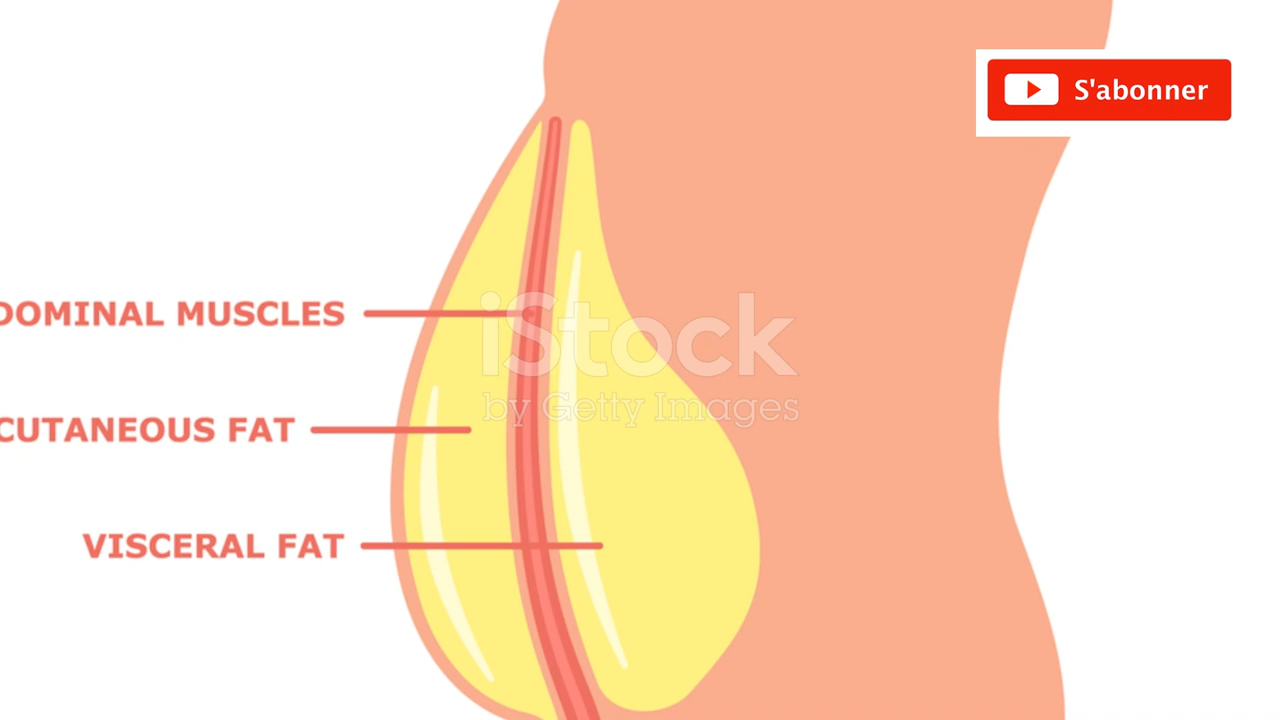 S'abonner
DOMINAL MUSCLES
iStock
by Getty Images
CUTANEOUS FAT
VISCERAL FAT